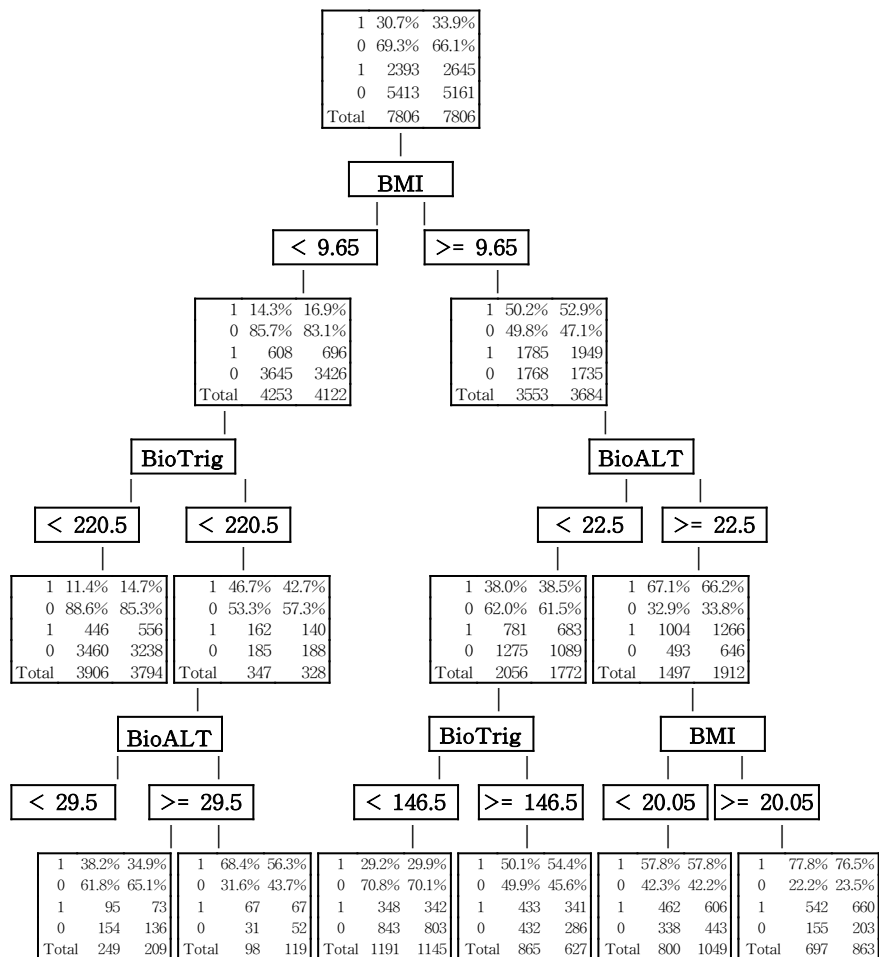 1 30.7% 33.9%
0 69.3% 66.1%
1 2393 2645
0 5413 5161
Total 7806 7806
BMI
< 9.65 >= 9.65
1 14.3% 16.9%
0 85.7% 83.1%
1 608 696
0 3645 3426
Total 4253 4122
1 50.2% 52.9%
0 49.8% 47.1%
1 1785 1949
0 1768 1735
Total 3553 3684
BioTrig BioALT
< 220.5 < 220.5 < 22.5 >= 22.5
1 11.4% 14.7%
0 88.6% 85.3%
1 446 556
0 3460 3238
Total 3906 3794
1 46.7% 42.7%
0 53.3% 57.3%
1 162 140
0 185 188
Total 347 328
1 38.0% 38.5%
0 62.0% 61.5%
1 781 683
0 1275 1089
Total 2056 1772
1 67.1% 66.2%
0 32.9% 33.8%
1 1004 1266
0 493 646
Total 1497 1912
BioALT BioTrig BMI
< 29.5 >= 29.5 < 146.5 >= 146.5 < 20.05 >= 20.05
1 38.2% 34.9%
0 61.8% 65.1%
1 95 73
0 154 136
Total 249 209
1 68.4% 56.3%
0 31.6% 43.7%
1 67 67
0 31 52
Total 98 119
1 29.2% 29.9%
0 70.8% 70.1%
1 348 342
0 843 803
Total 1191 1145
1 50.1% 54.4%
0 49.9% 45.6%
1 433 341
0 432 286
Total 865 627
1 57.8% 57.8%
0 42.3% 42.2%
1 462 606
0 338 443
Total 800 1049
1 77.8% 76.5%
0 22.2% 23.5%
1 542 660
0 155 203
Total 697 863